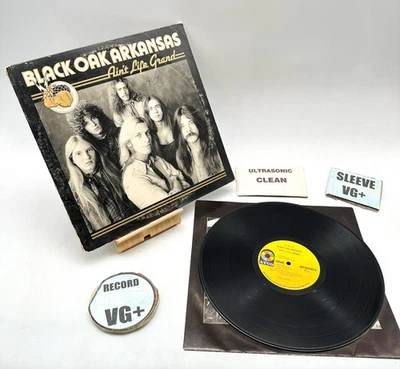 BLACK OAK ARKANSAS
Ain't Life Grand
ULTRASONIC
CLEAN
SLEEVE
VG+
RECORD
VG+